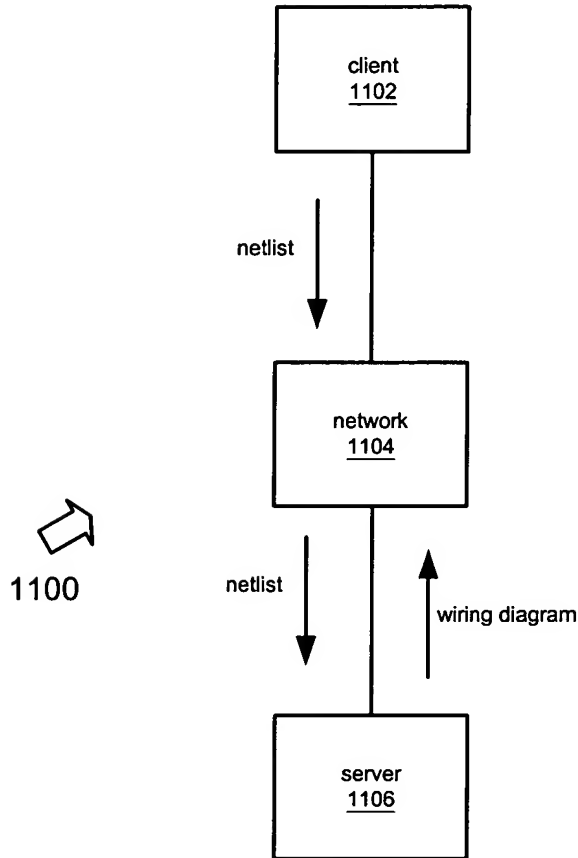 client
1102
netlist
network
1104
1100
netlist
wiring diagram
server
1106